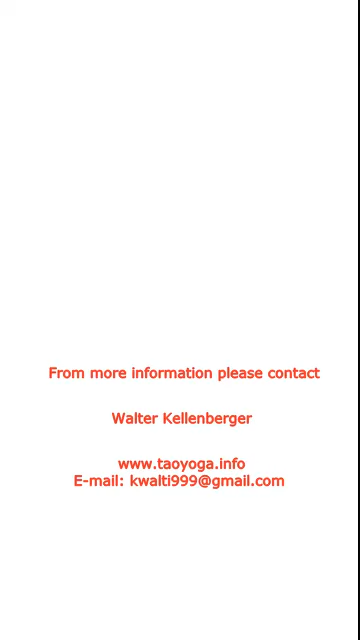 From more information please contact
Walter Kellenberger
www.taoyoga.info
E-mail: kwalti999@gmail.com